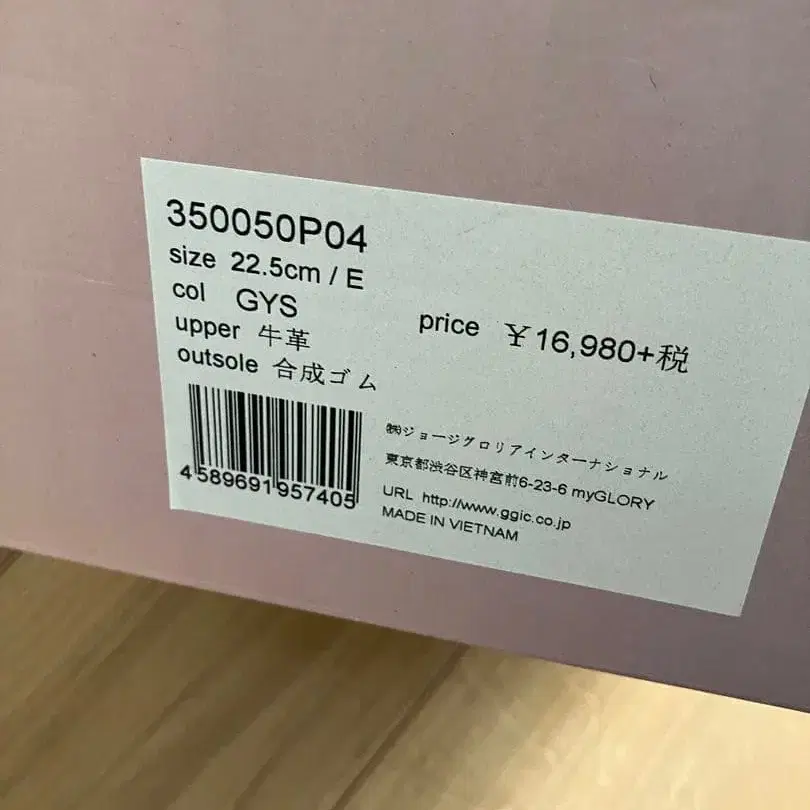 350050P04
size 22.5cm / E
col GYS
upper 牛革
outsole 合成ゴム
price ¥16,980+税
4589691957405
㈱ジョージグロリアインターナショナル
東京都渋谷区神宮前6-23-6 myGLORY
URL http://www.ggic.co.jp
MADE IN VIETNAM